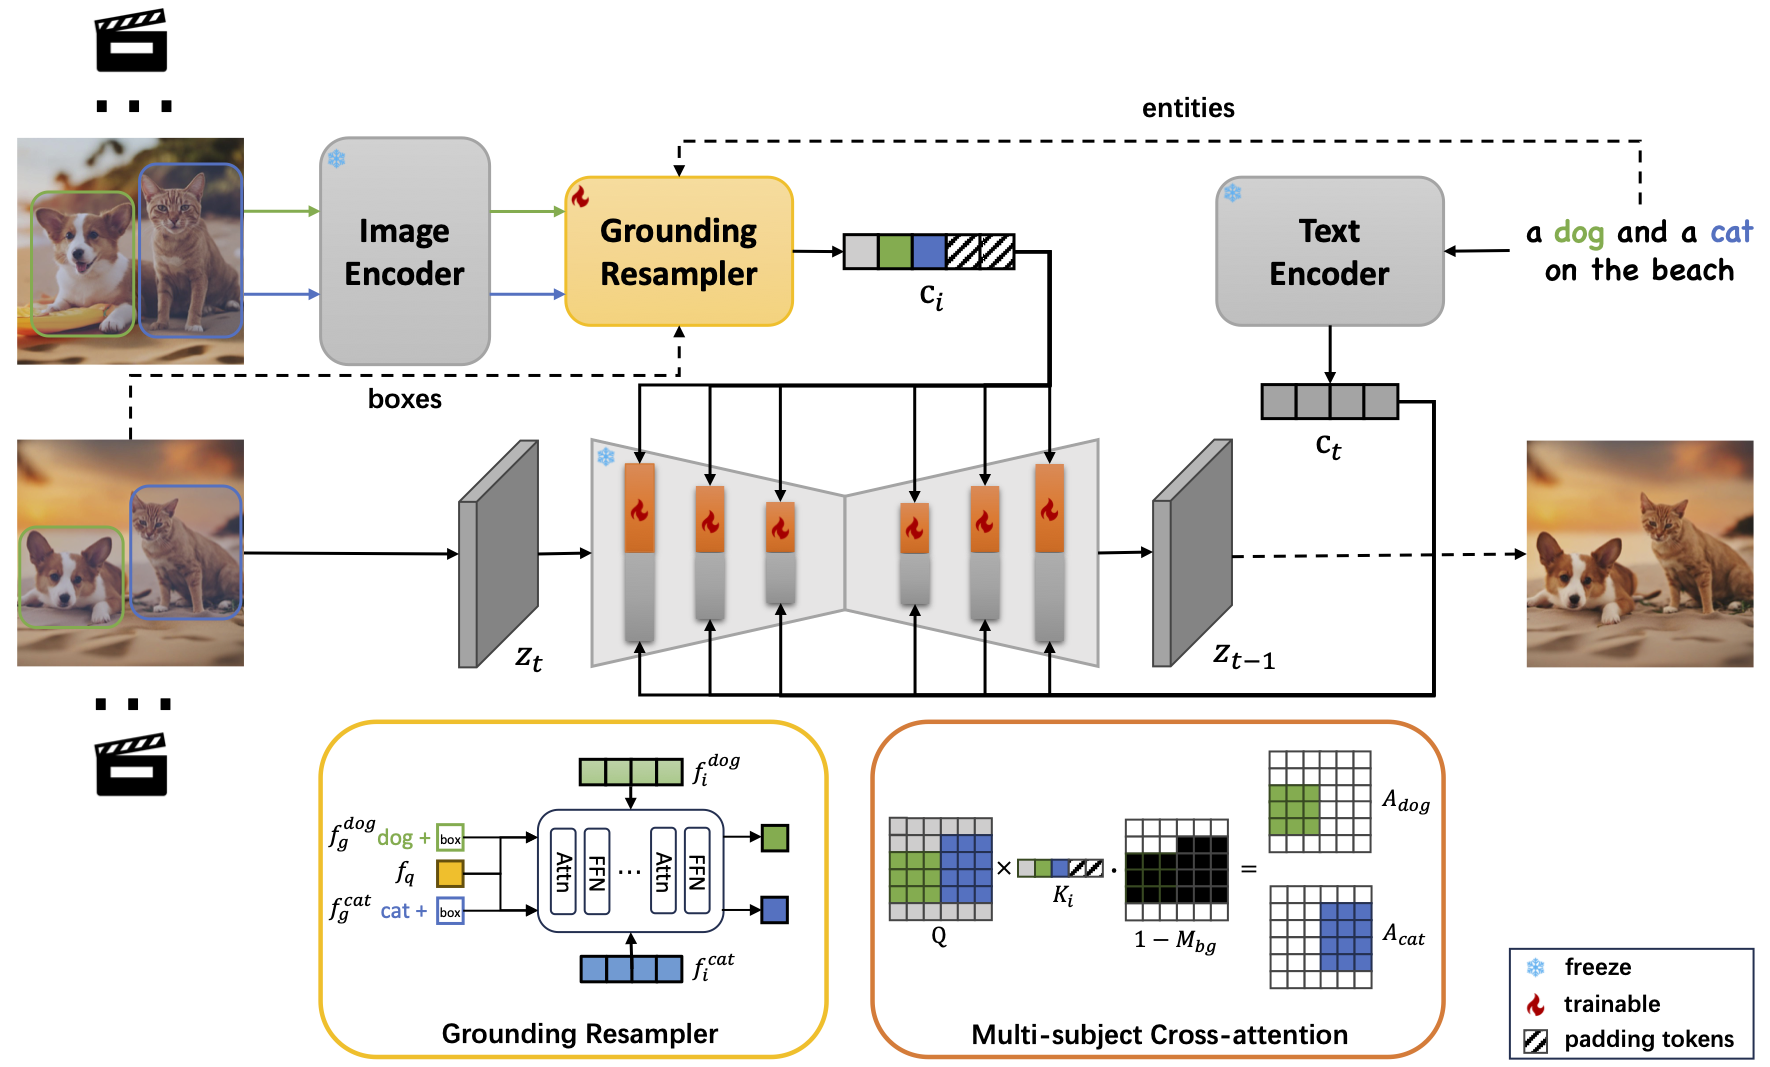 entities
Image
Encoder
Grounding
Resampler
Text
Encoder
a dog and a cat
on the beach
c_i
boxes
c_t
z_t
z_{t-1}
f_i^{dog}
f_g^{dog} dog + box
f_q
f_g^{cat} cat + box
Attn
FFN
...
Attn
FFN
f_i^{cat}
Grounding Resampler
Q
×
K_i
·
1 − M_{bg}
=
A_{dog}
A_{cat}
Multi-subject Cross-attention
freeze
trainable
padding tokens